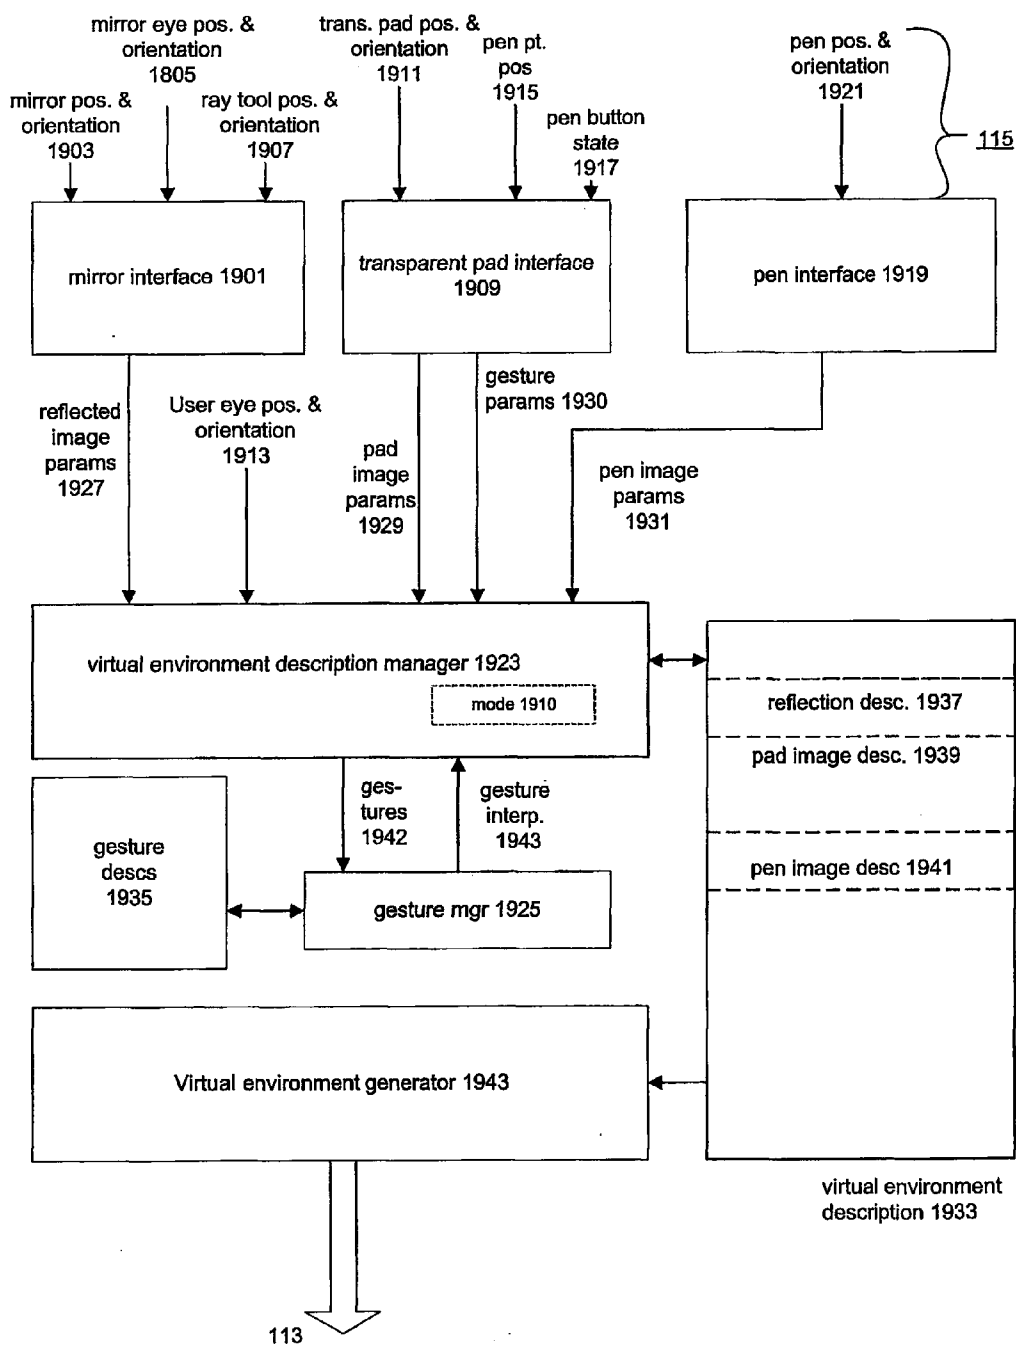 mirror eye pos. &
orientation
1805
trans. pad pos. &
orientation
1911
pen pt.
pos
1915
pen pos. &
orientation
1921
mirror pos. &
orientation
1903
ray tool pos. &
orientation
1907
pen button
state
1917
115
mirror interface 1901
transparent pad interface
1909
pen interface 1919
reflected
image
params
1927
User eye pos. &
orientation
1913
pad
image
params
1929
gesture
params 1930
pen image
params
1931
virtual environment description manager 1923
mode 1910
reflection desc. 1937
pad image desc. 1939
pen image desc 1941
ges-
tures
1942
gesture
interp.
1943
gesture
descs
1935
gesture mgr 1925
Virtual environment generator 1943
virtual environment
description 1933
113